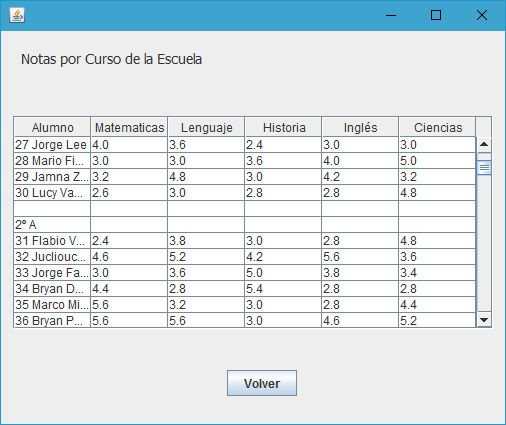 Notas por Curso de la Escuela
Alumno Matematicas Lenguaje Historia Inglés Ciencias
27 Jorge Lee 4.0 3.6 2.4 3.0 3.0
28 Mario Fi... 3.0 3.0 3.6 4.0 5.0
29 Jamna Z... 3.2 4.8 3.0 4.2 3.2
30 Lucy Va... 2.6 3.0 2.8 2.8 4.8
2º A
31 Flabio V... 2.4 3.8 3.0 2.8 4.8
32 Jucliouc... 4.6 5.2 4.2 5.6 3.6
33 Jorge Fa... 3.0 3.6 5.0 3.8 3.4
34 Bryan D... 4.4 2.8 5.4 2.8 2.8
35 Marco Mi... 5.6 3.2 3.0 2.8 4.4
36 Bryan P... 5.6 5.6 3.0 4.6 5.2
Volver